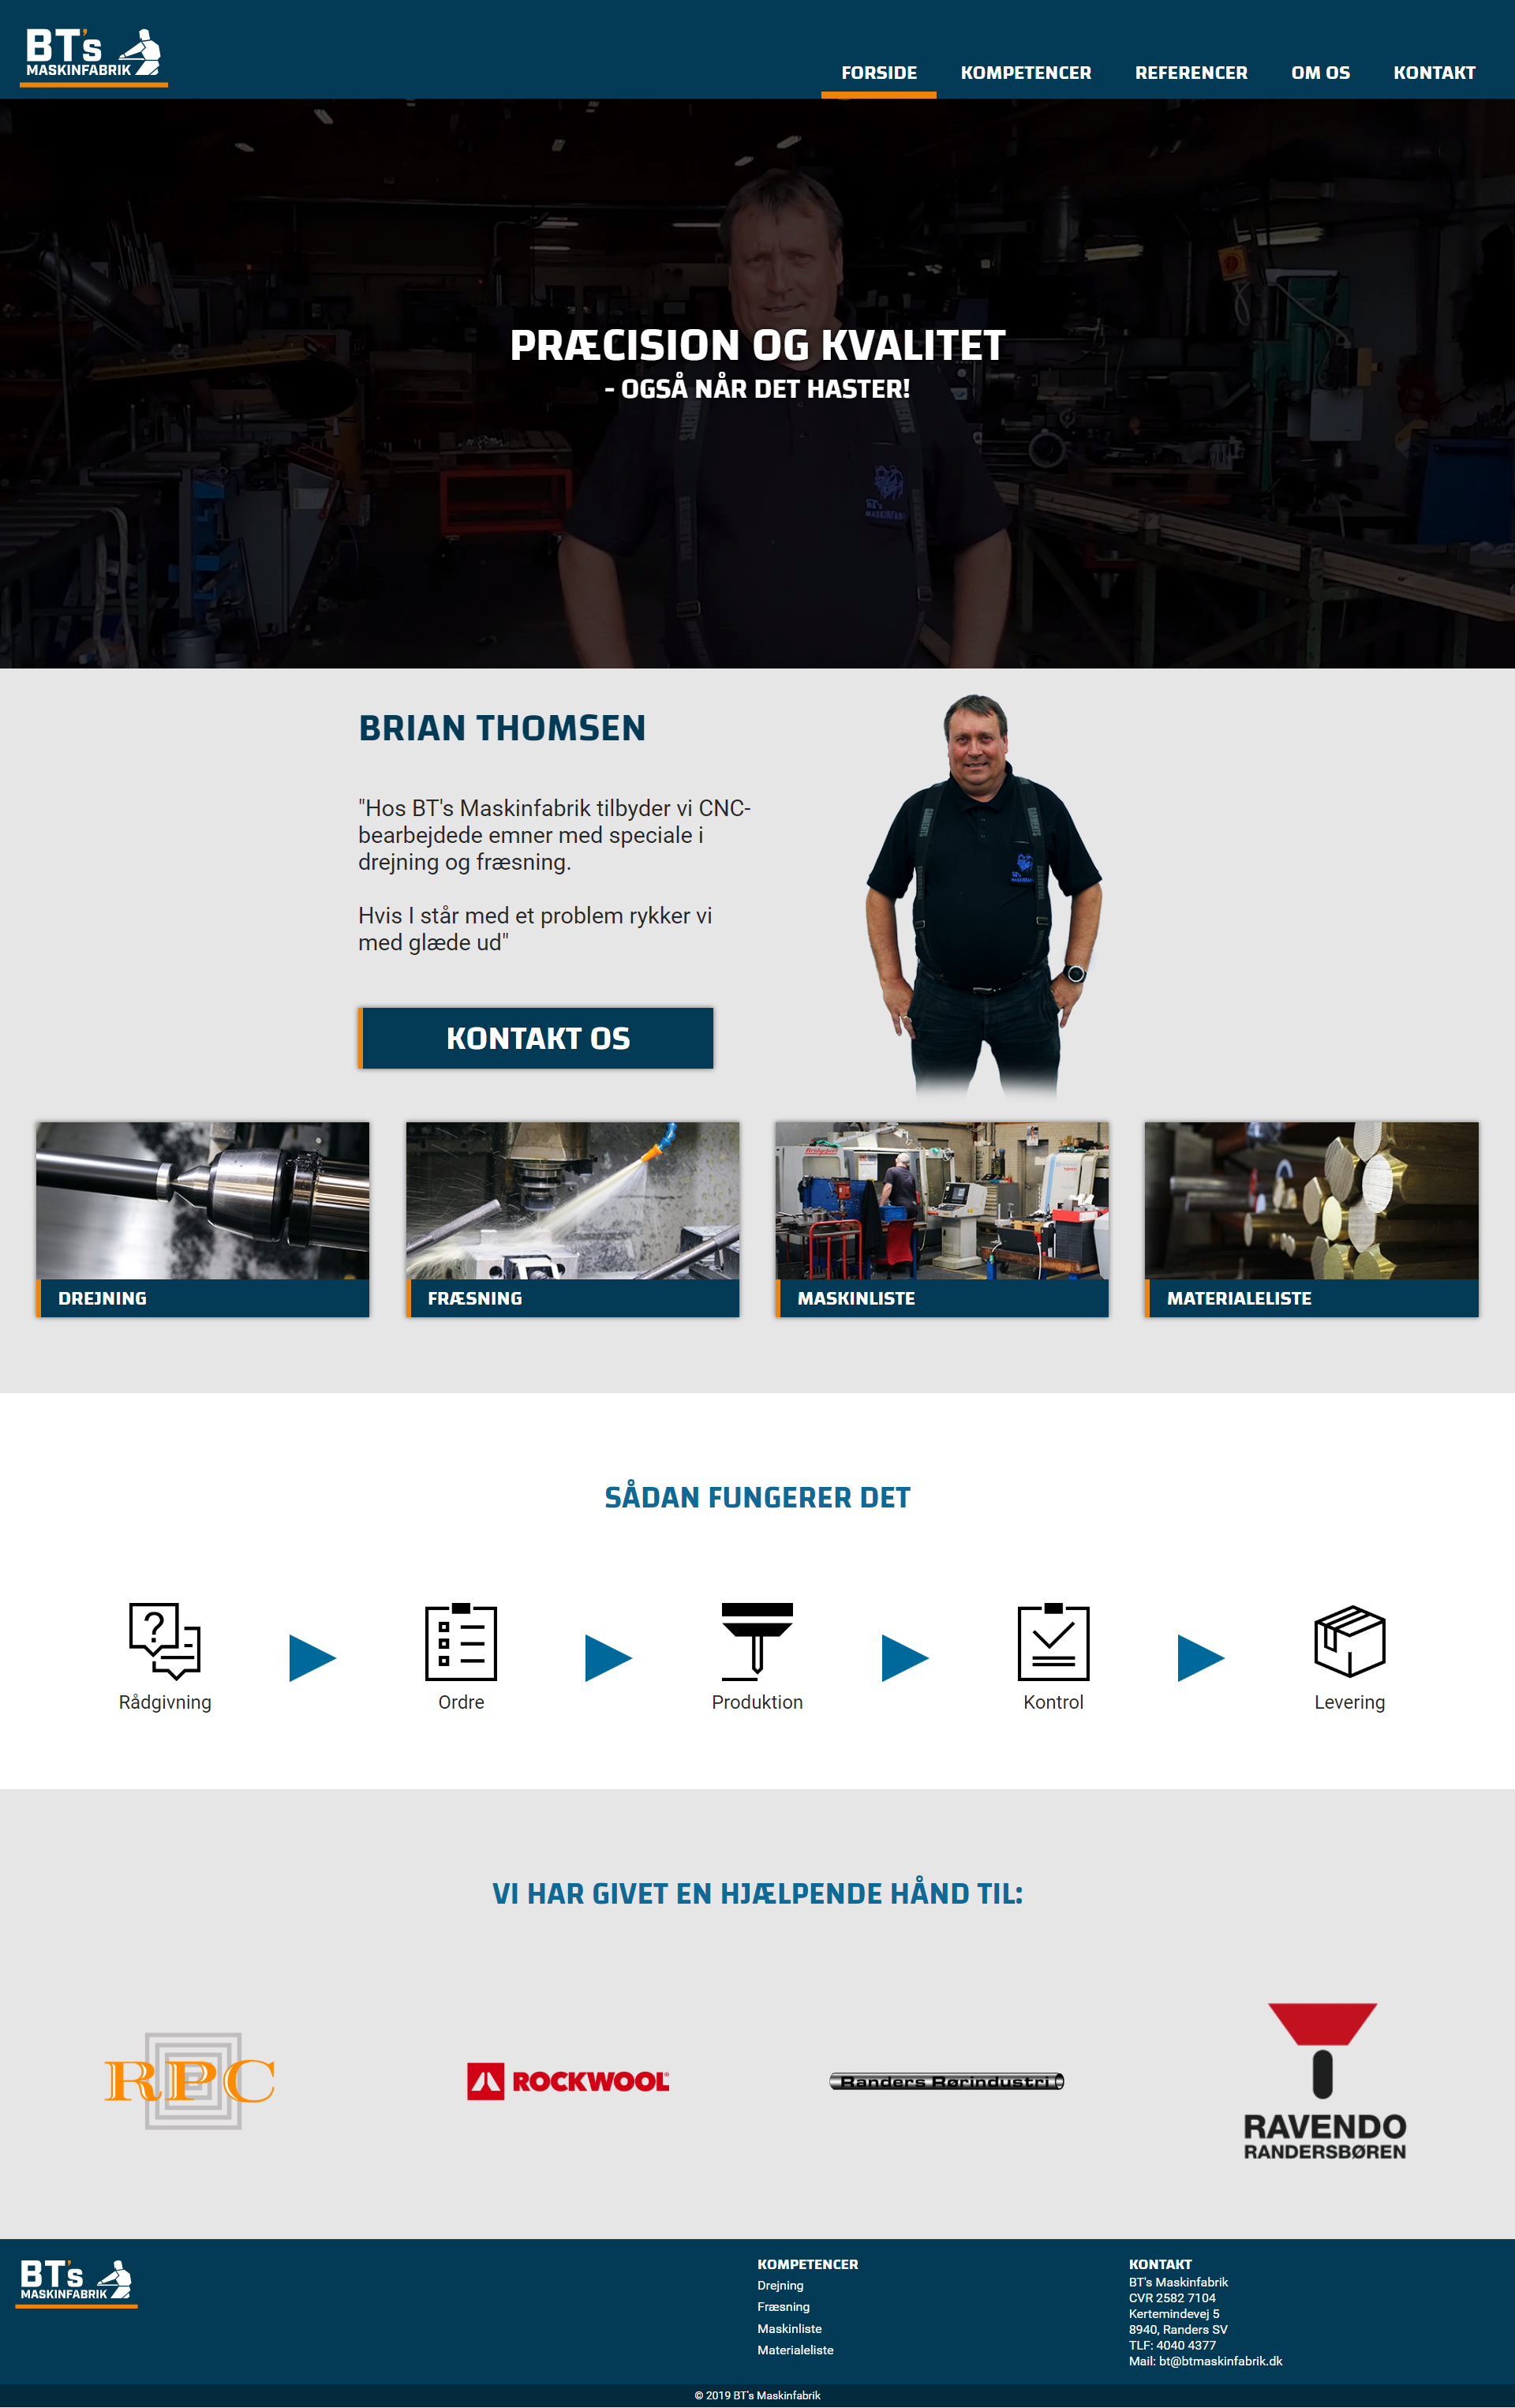 BT's
MASKINFABRIK
FORSIDE
KOMPETENCER
REFERENCER
OM OS
KONTAKT
PRÆCISION OG KVALITET
- OGSÅ NÅR DET HASTER!
BT's
MASKINFABRIK
BRIAN THOMSEN
"Hos BT's Maskinfabrik tilbyder vi CNC-
bearbejdede emner med speciale i
drejning og fræsning.
Hvis I står med et problem rykker vi
med glæde ud"
KONTAKT OS
DREJNING
FRÆSNING
MASKINLISTE
MATERIALELISTE
SÅDAN FUNGERER DET
Rådgivning
Ordre
Produktion
Kontrol
Levering
VI HAR GIVET EN HJÆLPENDE HÅND TIL:
RPC
ROCKWOOL
Randers Rørindustri
RAVENDO
RANDERSBØREN
BT's
MASKINFABRIK
KOMPETENCER
Drejning
Fræsning
Maskinliste
Materialeliste
KONTAKT
BT's Maskinfabrik
CVR 2582 7104
Kertemindevej 5
8940, Randers SV
TLF: 4040 4377
Mail: bt@btmaskinfabrik.dk
© 2019 BT's Maskinfabrik